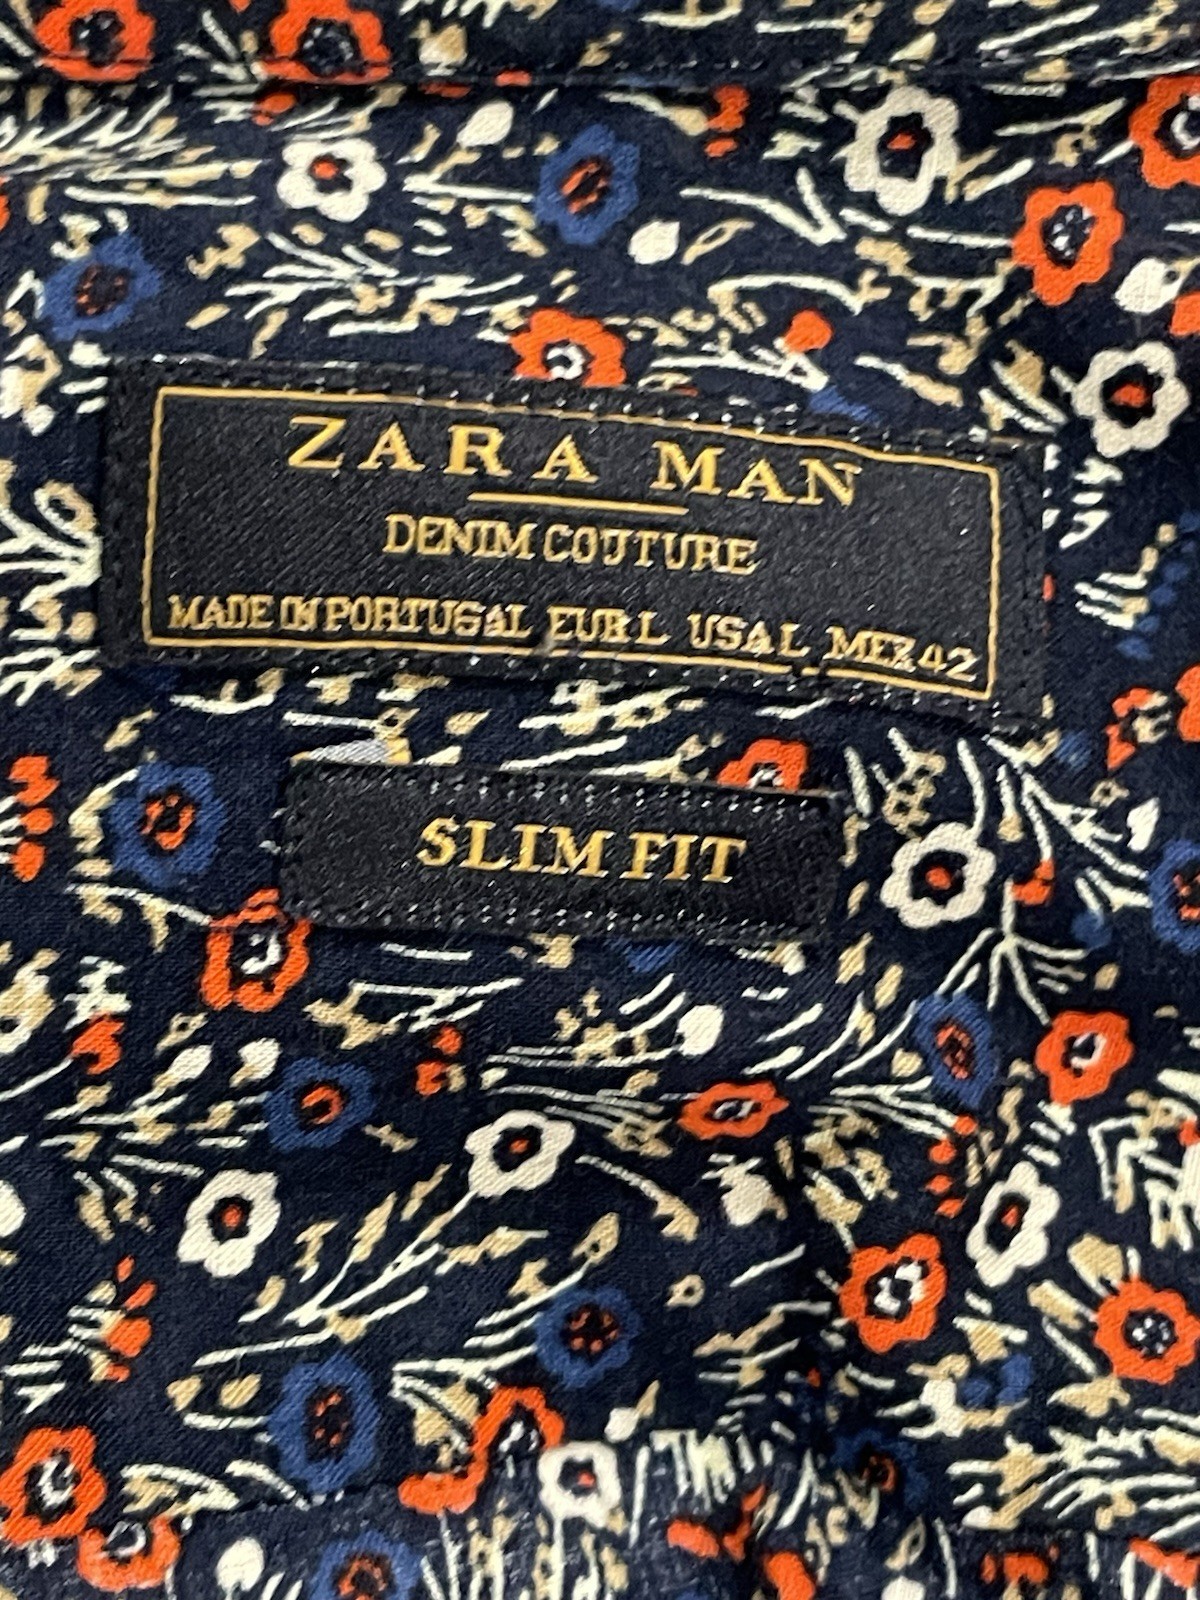 ZARA MAN
DENIM COUTURE
MADE IN PORTUGAL EUR L USA L MEX 42
SLIM FIT